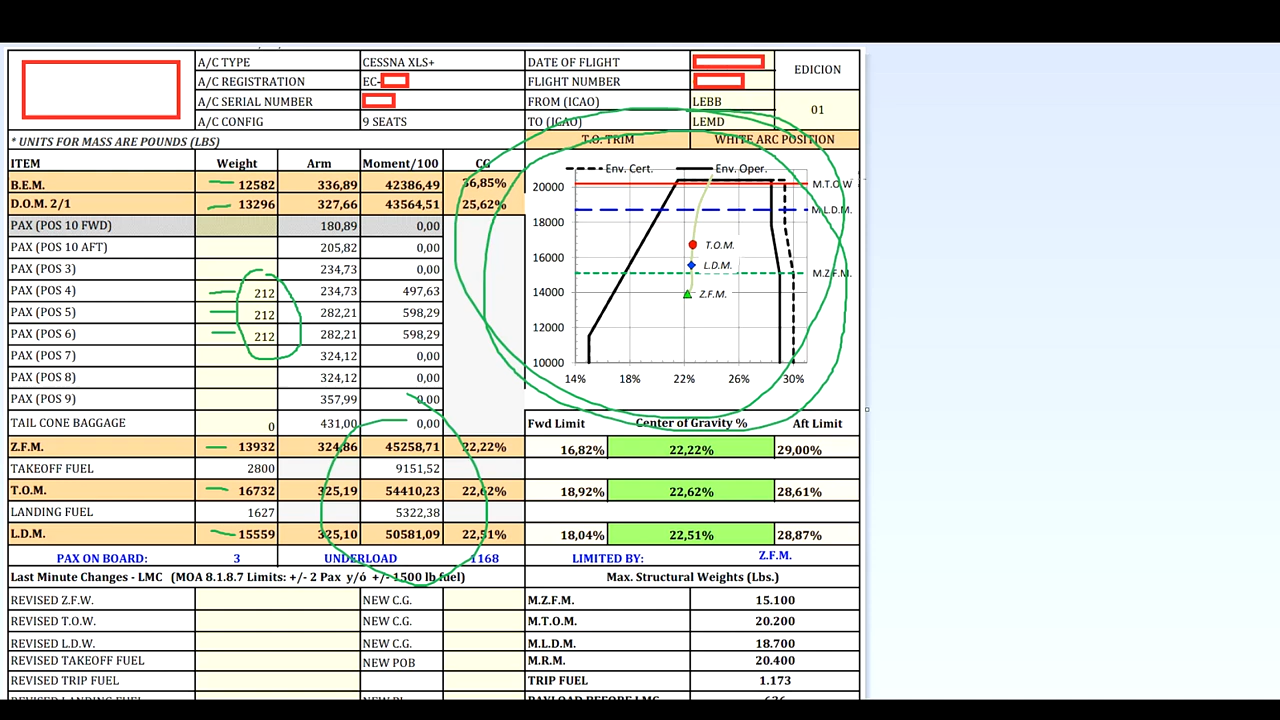 A/C TYPE CESSNA XLS+ DATE OF FLIGHT EDICION
A/C REGISTRATION EC- FLIGHT NUMBER
A/C SERIAL NUMBER FROM (ICAO) LEBB 01
A/C CONFIG 9 SEATS TO (ICAO) LEMD
* UNITS FOR MASS ARE POUNDS (LBS) T.O. TRIM WHITE ARC POSITION
ITEM Weight Arm Moment/100 CG
B.E.M. 12582 336,89 42386,49 36,85%
D.O.M. 2/1 13296 327,66 43564,51 25,62%
PAX (POS 10 FWD) 180,89 0,00
PAX (POS 10 AFT) 205,82 0,00
PAX (POS 3) 234,73 0,00
PAX (POS 4) 212 234,73 497,63
PAX (POS 5) 212 282,21 598,29
PAX (POS 6) 212 282,21 598,29
PAX (POS 7) 324,12 0,00
PAX (POS 8) 324,12 0,00
PAX (POS 9) 357,99 0,00
TAIL CONE BAGGAGE 0 431,00 0,00
Env. Cert. Env. Oper.
20000 M.T.O.W
18000 M.L.D.M.
T.O.M.
16000 L.D.M.
M.Z.F.M.
14000 Z.F.M.
12000
10000
14% 18% 22% 26% 30%
Fwd Limit Center of Gravity % Aft Limit
Z.F.M. 13932 324,86 45258,71 22,22% 16,82% 22,22% 29,00%
TAKEOFF FUEL 2800 9151,52
T.O.M. 16732 325,19 54410,23 22,62% 18,92% 22,62% 28,61%
LANDING FUEL 1627 5322,38
L.D.M. 15559 325,10 50581,09 22,51% 18,04% 22,51% 28,87%
PAX ON BOARD: 3 UNDERLOAD 1168 LIMITED BY: Z.F.M.
Last Minute Changes - LMC (MOA 8.1.8.7 Limits: +/- 2 Pax y/ó +/- 1500 lb fuel) Max. Structural Weights (Lbs.)
REVISED Z.F.W. NEW C.G. M.Z.F.M. 15.100
REVISED T.O.W. NEW C.G. M.T.O.M. 20.200
REVISED L.D.W. NEW C.G. M.L.D.M. 18.700
REVISED TAKEOFF FUEL NEW POB M.R.M. 20.400
REVISED TRIP FUEL TRIP FUEL 1.173